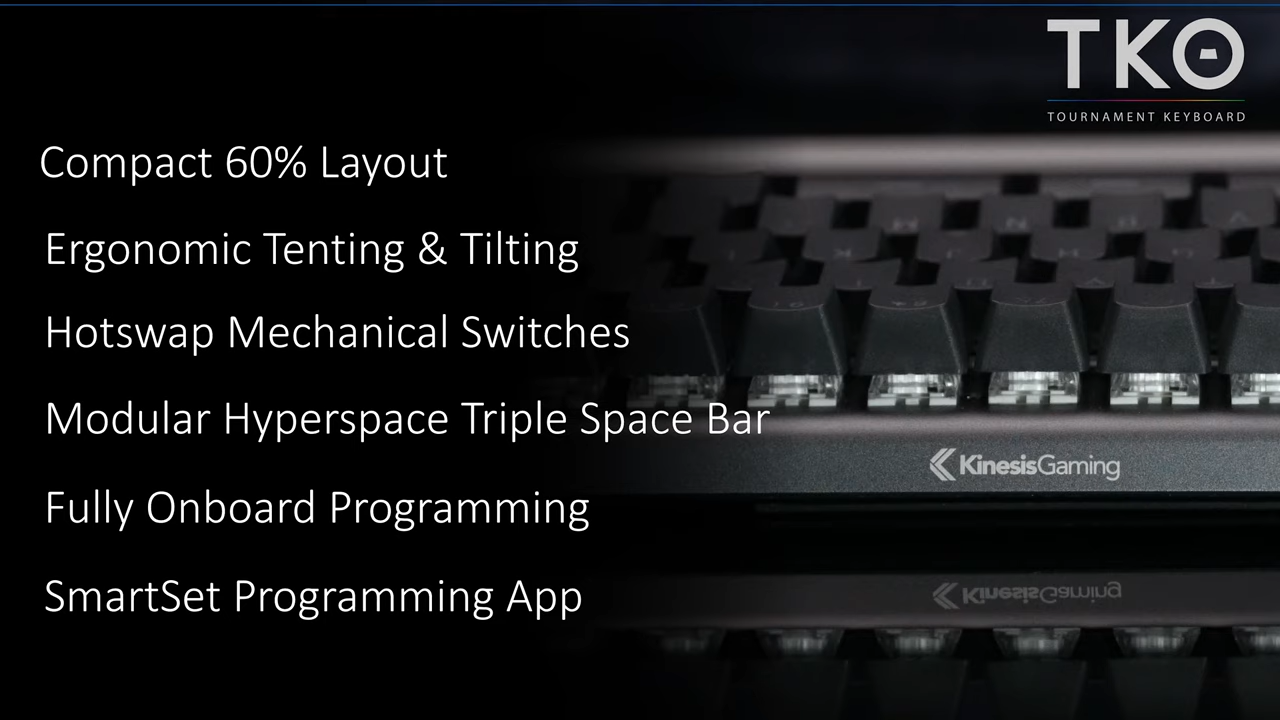 TKO
TOURNAMENT KEYBOARD
Compact 60% Layout
Ergonomic Tenting & Tilting
Hotswap Mechanical Switches
Modular Hyperspace Triple Space Bar
KinesisGaming
Fully Onboard Programming
SmartSet Programming App